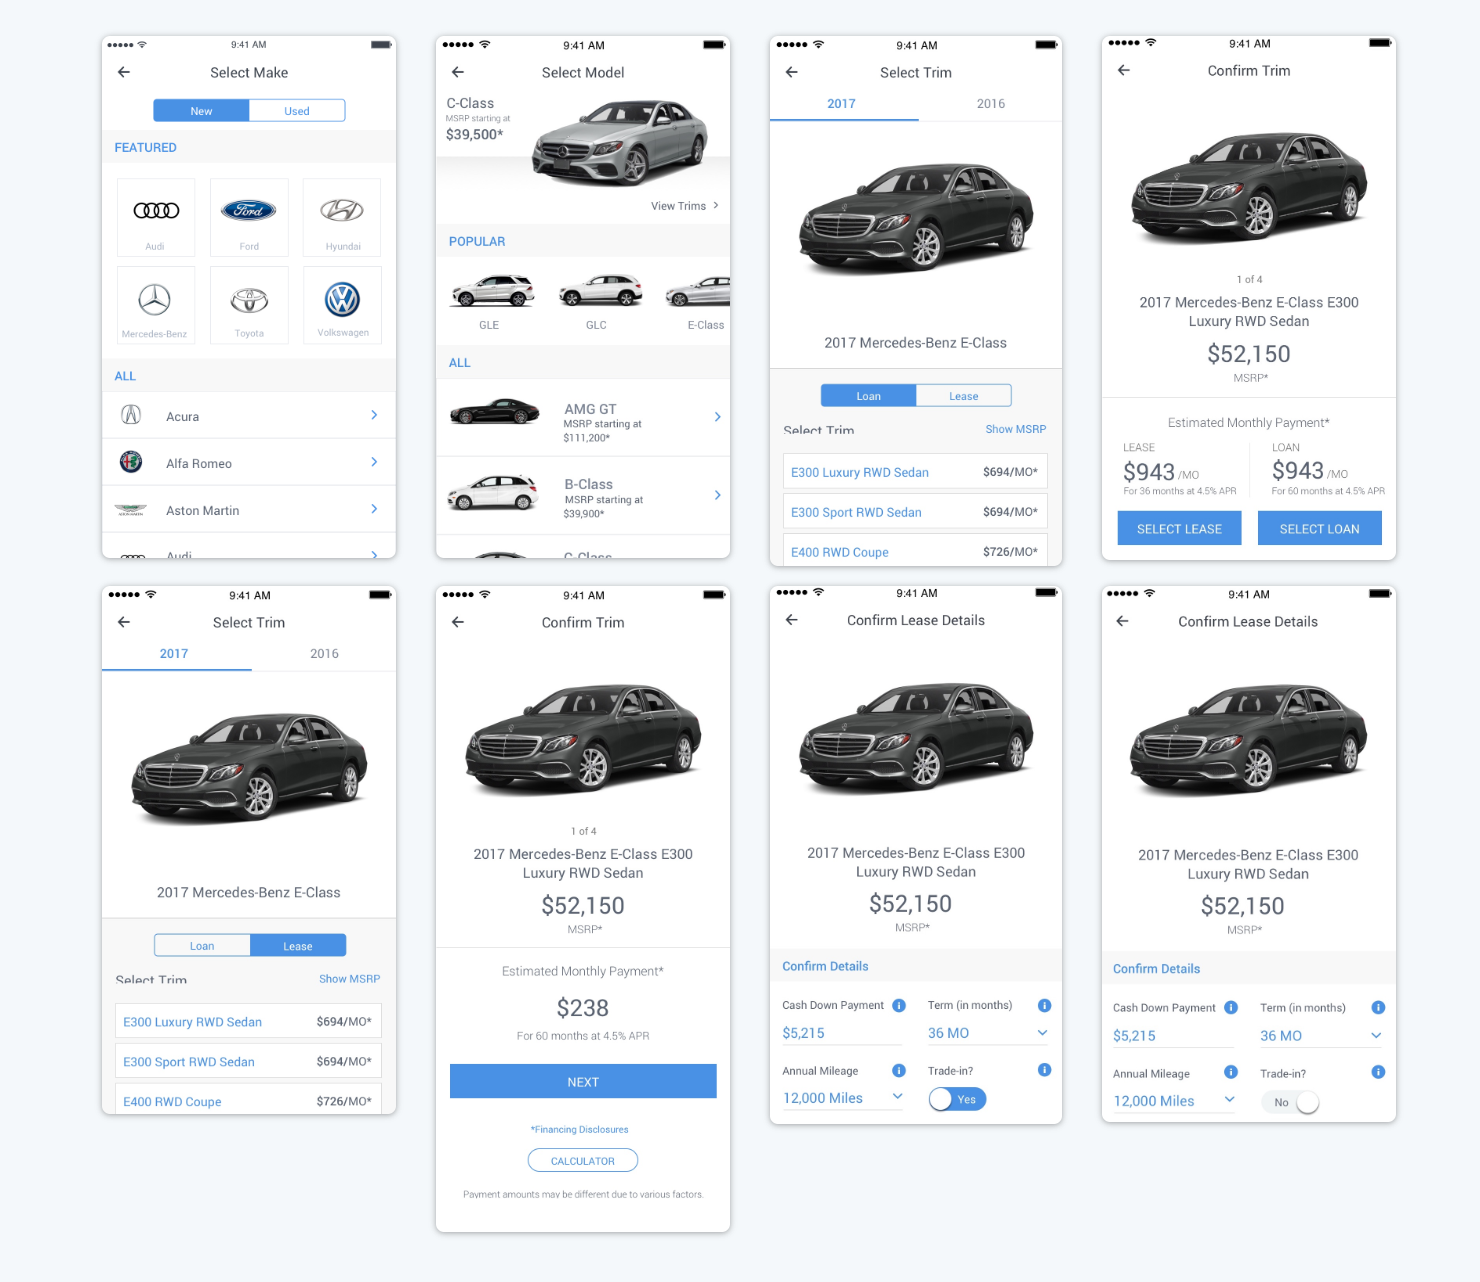 9:41 AM
Select Make
New
Used
FEATURED
Audi
Ford
Ford
Hyundai
Mercedes-Benz
Toyota
Volkswagen
ALL
Acura
Alfa Romeo
ASTON MARTIN
Aston Martin
Audi
9:41 AM
Select Model
C-Class
MSRP starting at
$39,500*
View Trims
POPULAR
GLE
GLC
E-Class
ALL
AMG GT
MSRP starting at
$111,200*
B-Class
MSRP starting at
$39,900*
C-Class
9:41 AM
Select Trim
2017
2016
2017 Mercedes-Benz E-Class
Loan
Lease
Select Trim
Show MSRP
E300 Luxury RWD Sedan
$694/MO*
E300 Sport RWD Sedan
$694/MO*
E400 RWD Coupe
$726/MO*
9:41 AM
Confirm Trim
1 of 4
2017 Mercedes-Benz E-Class E300
Luxury RWD Sedan
$52,150
MSRP*
Estimated Monthly Payment*
LEASE
$943 /MO
For 36 months at 4.5% APR
SELECT LEASE
LOAN
$943 /MO
For 60 months at 4.5% APR
SELECT LOAN
9:41 AM
Select Trim
2017
2016
2017 Mercedes-Benz E-Class
Loan
Lease
Select Trim
Show MSRP
E300 Luxury RWD Sedan
$694/MO*
E300 Sport RWD Sedan
$694/MO*
E400 RWD Coupe
$726/MO*
9:41 AM
Confirm Trim
1 of 4
2017 Mercedes-Benz E-Class E300
Luxury RWD Sedan
$52,150
MSRP*
Estimated Monthly Payment*
$238
For 60 months at 4.5% APR
NEXT
*Financing Disclosures
CALCULATOR
Payment amounts may be different due to various factors.
9:41 AM
Confirm Lease Details
2017 Mercedes-Benz E-Class E300
Luxury RWD Sedan
$52,150
MSRP*
Confirm Details
Cash Down Payment
$5,215
Term (in months)
36 MO
Annual Mileage
12,000 Miles
Trade-in?
Yes
9:41 AM
Confirm Lease Details
2017 Mercedes-Benz E-Class E300
Luxury RWD Sedan
$52,150
MSRP*
Confirm Details
Cash Down Payment
$5,215
Term (in months)
36 MO
Annual Mileage
12,000 Miles
Trade-in?
No